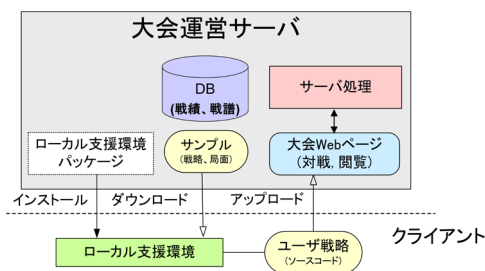 大会運営サーバ
DB
(戦績、戦譜)
サーバ処理
ローカル支援環境
パッケージ
サンプル
(戦略、局面)
大会Webページ
(対戦, 閲覧)
インストール
ダウンロード
アップロード
クライアント
ローカル支援環境
ユーザ戦略
(ソースコード)